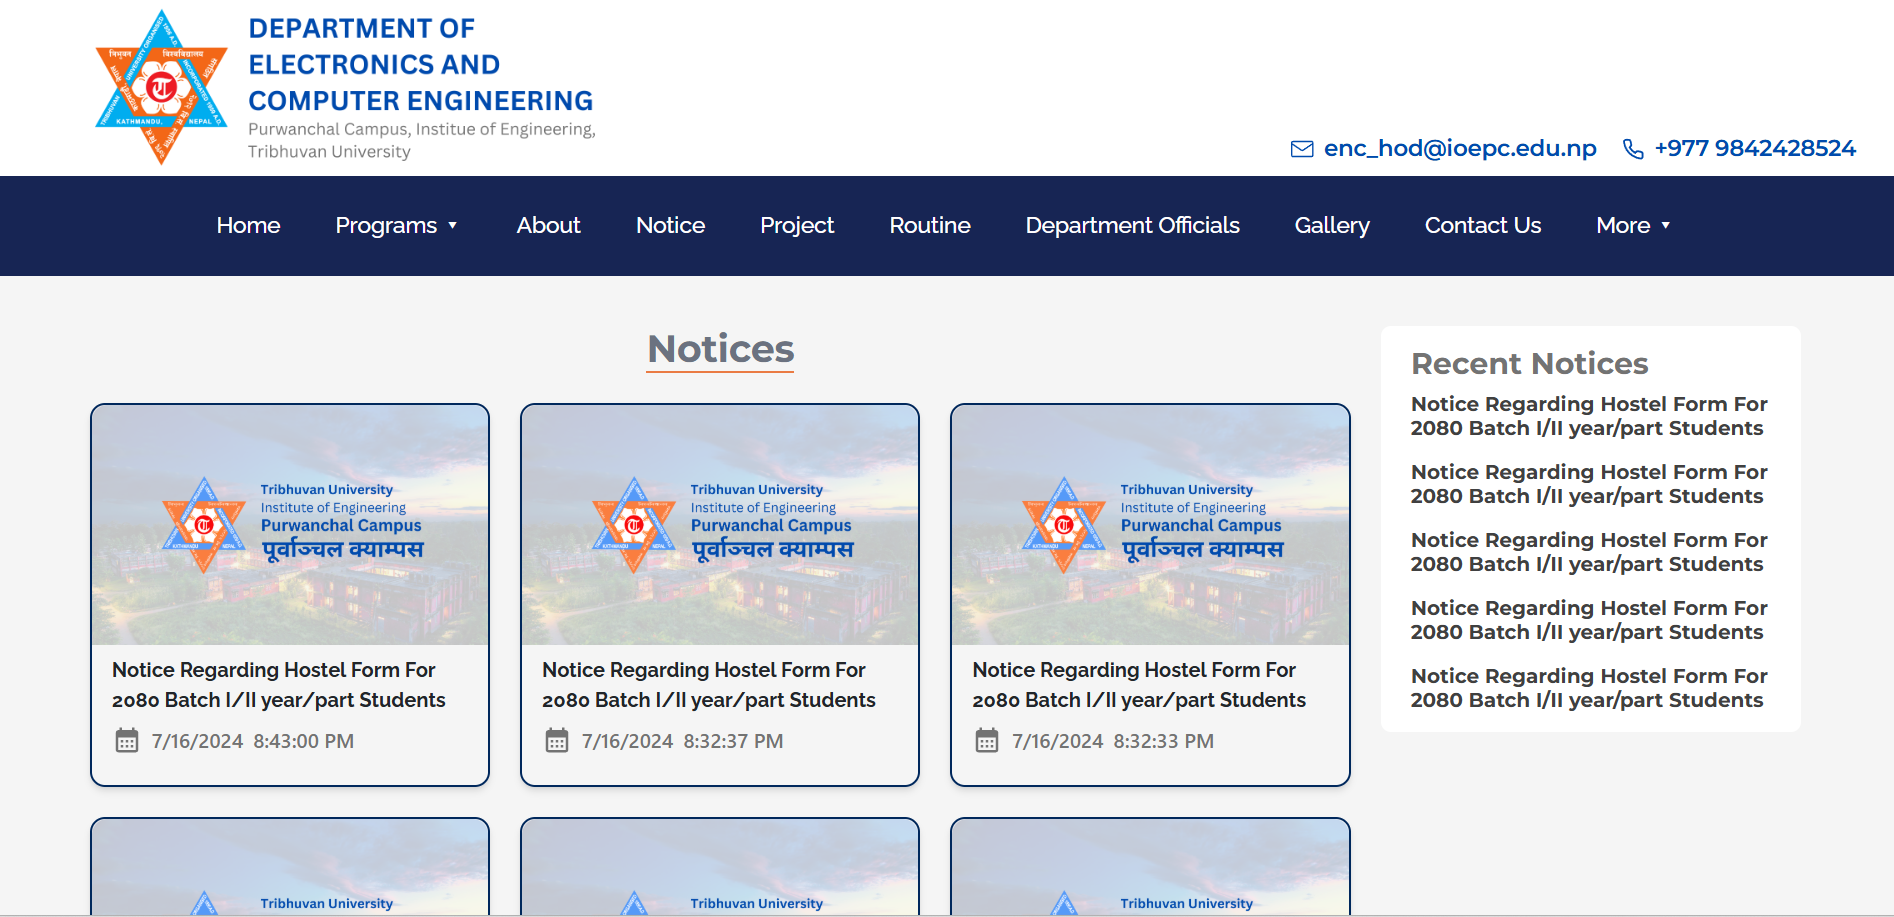 DEPARTMENT OF
ELECTRONICS AND
COMPUTER ENGINEERING
Purwanchal Campus, Institue of Engineering,
Tribhuvan University
enc_hod@ioepc.edu.np
+977 9842428524
Home
Programs
About
Notice
Project
Routine
Department Officials
Gallery
Contact Us
More
Notices
Tribhuvan University
Institute of Engineering
Purwanchal Campus
पूर्वाञ्चल क्याम्पस
Notice Regarding Hostel Form For
2080 Batch I/II year/part Students
7/16/2024 8:43:00 PM
Tribhuvan University
Institute of Engineering
Purwanchal Campus
पूर्वाञ्चल क्याम्पस
Notice Regarding Hostel Form For
2080 Batch I/II year/part Students
7/16/2024 8:32:37 PM
Tribhuvan University
Institute of Engineering
Purwanchal Campus
पूर्वाञ्चल क्याम्पस
Notice Regarding Hostel Form For
2080 Batch I/II year/part Students
7/16/2024 8:32:33 PM
Tribhuvan University
Tribhuvan University
Tribhuvan University
Recent Notices
Notice Regarding Hostel Form For
2080 Batch I/II year/part Students
Notice Regarding Hostel Form For
2080 Batch I/II year/part Students
Notice Regarding Hostel Form For
2080 Batch I/II year/part Students
Notice Regarding Hostel Form For
2080 Batch I/II year/part Students
Notice Regarding Hostel Form For
2080 Batch I/II year/part Students